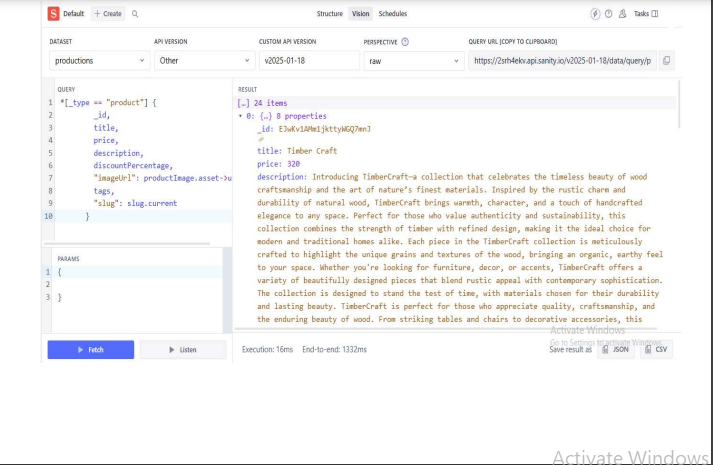 S Default + Create Structure Vision Schedules Tasks
DATASET API VERSION CUSTOM API VERSION PERSPECTIVE QUERY URL [COPY TO CLIPBOARD]
productions Other v2025-01-18 raw https://2srh4ekv.api.sanity.io/v2025-01-18/data/query/p
QUERY
1 *[_type == "product"] {
2 _id,
3 title,
4 price,
5 description,
6 discountPercentage,
7 "imageUrl": productImage.asset->u
8 tags,
9 "slug": slug.current
10 }
PARAMS
1 {
2
3 }
RESULT
[…] 24 items
0: {…} 8 properties
_id: EJwKv1AMm1jkttyWGQ7mnJ
title: Timber Craft
price: 320
description: Introducing TimberCraft—a collection that celebrates the timeless beauty of wood
craftsmanship and the art of nature's finest materials. Inspired by the rustic charm and
durability of natural wood, TimberCraft brings warmth, character, and a touch of handcrafted
elegance to any space. Perfect for those who value authenticity and sustainability, this
collection combines the strength of timber with refined design, making it the ideal choice for
modern and traditional homes alike. Each piece in the TimberCraft collection is meticulously
crafted to highlight the unique grains and textures of the wood, bringing an organic, earthy feel
to your space. Whether you're looking for furniture, decor, or accents, TimberCraft offers a
variety of beautifully designed pieces that blend rustic appeal with contemporary sophistication.
The collection is designed to stand the test of time, with materials chosen for their durability
and lasting beauty. TimberCraft is perfect for those who appreciate quality, craftsmanship, and
the enduring beauty of wood. From striking tables and chairs to decorative accessories, this
Activate Windows
Go to Settings to activate Windows.
Fetch Listen Execution: 16ms End-to-end: 1332ms Save result as JSON CSV
Activate Windows